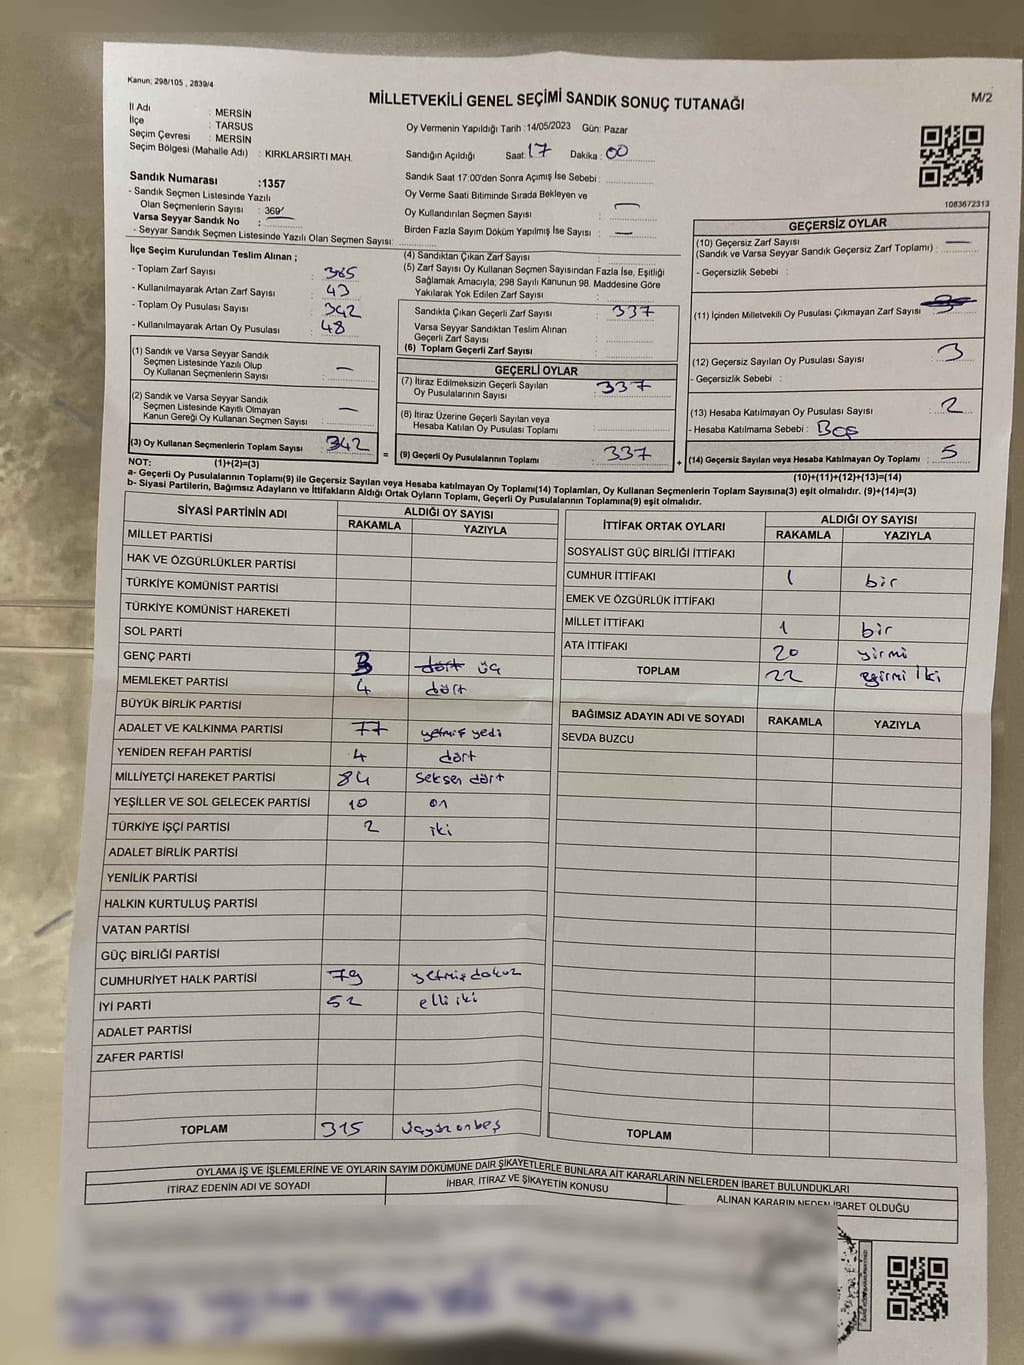 Kanun; 298/105 , 2839/4
MİLLETVEKİLİ GENEL SEÇİMİ SANDIK SONUÇ TUTANAĞI
M/2
İl Adı : MERSİN
İlçe : TARSUS
Seçim Çevresi : MERSİN
Seçim Bölgesi (Mahalle Adı) : KIRKLARSIRTI MAH.
Oy Vermenin Yapıldığı Tarih :14/05/2023 Gün: Pazar
Sandığın Açıldığı Saat: 17 Dakika : 00
Sandık Saat 17:00'den Sonra Açımış İse Sebebi :
Oy Verme Saati Bitiminde Sırada Bekleyen ve
Oy Kullandırılan Seçmen Sayısı : —
Birden Fazla Sayım Döküm Yapılmış İse Sayısı : —
1083672313
Sandık Numarası :1357
- Sandık Seçmen Listesinde Yazılı
Olan Seçmenlerin Sayısı : 369
Varsa Seyyar Sandık No : —
- Seyyar Sandık Seçmen Listesinde Yazılı Olan Seçmen Sayısı:
İlçe Seçim Kurulundan Teslim Alınan ;
- Toplam Zarf Sayısı : 385
- Kullanılmayarak Artan Zarf Sayısı : 43
- Toplam Oy Pusulası Sayısı : 342
- Kullanılmayarak Artan Oy Pusulası : 48
(1) Sandık ve Varsa Seyyar Sandık
Seçmen Listesinde Yazılı Olup
Oy Kullanan Seçmenlerin Sayısı : —
(2) Sandık ve Varsa Seyyar Sandık
Seçmen Listesinde Kayıtlı Olmayan
Kanun Gereği Oy Kullanan Seçmen Sayısı : —
(3) Oy Kullanan Seçmenlerin Toplam Sayısı : 342
(4) Sandıktan Çıkan Zarf Sayısı :
(5) Zarf Sayısı Oy Kullanan Seçmen Sayısından Fazla İse, Eşitliği
Sağlamak Amacıyla; 298 Sayılı Kanunun 98. Maddesine Göre
Yakılarak Yok Edilen Zarf Sayısı :
Sandıkta Çıkan Geçerli Zarf Sayısı : 337
Varsa Seyyar Sandıktan Teslim Alınan
Geçerli Zarf Sayısı :
(6) Toplam Geçerli Zarf Sayısı :
GEÇERLİ OYLAR
(7) İtiraz Edilmeksizin Geçerli Sayılan
Oy Pusulalarının Sayısı : 337
(8) İtiraz Üzerine Geçerli Sayılan veya
Hesaba Katılan Oy Pusulası Toplamı :
= (9) Geçerli Oy Pusulalarının Toplamı : 337
GEÇERSİZ OYLAR
(10) Geçersiz Zarf Sayısı
(Sandık ve Varsa Seyyar Sandık Geçersiz Zarf Toplamı) : —
- Geçersizlik Sebebi :
(11) İçinden Milletvekili Oy Pusulası Çıkmayan Zarf Sayısı :
(12) Geçersiz Sayılan Oy Pusulası Sayısı : 3
- Geçersizlik Sebebi :
(13) Hesaba Katılmayan Oy Pusulası Sayısı : 2
- Hesaba Katılmama Sebebi : Boş
+ (14) Geçersiz Sayılan veya Hesaba Katılmayan Oy Toplamı : 5
NOT: (1)+(2)=(3)
(10)+(11)+(12)+(13)=(14)
a- Geçerli Oy Pusulaları Toplamı(9) ile Geçersiz Sayılan veya Hesaba katılmayan Oy Toplamı(14) Toplamları, Oy Kullanan Seçmenlerin Toplam Sayısına(3) eşit olmalıdır. (9)+(14)=(3)
b- Siyasi Partilerin, Bağımsız Adayların ve İttifakların Aldığı Ortak Oyların Toplamı, Geçerli Oy Pusulalarının Toplamına(9) eşit olmalıdır.
SİYASİ PARTİNİN ADI
ALDIĞI OY SAYISI
RAKAMLA YAZIYLA
MİLLET PARTİSİ
HAK VE ÖZGÜRLÜKLER PARTİSİ
TÜRKİYE KOMÜNİST PARTİSİ
TÜRKİYE KOMÜNİST HAREKETİ
SOL PARTİ
GENÇ PARTİ 3 dört üç
MEMLEKET PARTİSİ 4 dört
BÜYÜK BİRLİK PARTİSİ
ADALET VE KALKINMA PARTİSİ 77 yetmiş yedi
YENİDEN REFAH PARTİSİ 4 dört
MİLLİYETÇİ HAREKET PARTİSİ 84 seksen dört
YEŞİLLER VE SOL GELECEK PARTİSİ 10 on
TÜRKİYE İŞÇİ PARTİSİ 2 iki
ADALET BİRLİK PARTİSİ
YENİLİK PARTİSİ
HALKIN KURTULUŞ PARTİSİ
VATAN PARTİSİ
GÜÇ BİRLİĞİ PARTİSİ
CUMHURİYET HALK PARTİSİ 79 yetmiş dokuz
İYİ PARTİ 52 elli iki
ADALET PARTİSİ
ZAFER PARTİSİ
TOPLAM 315 üçyüz onbeş
İTTİFAK ORTAK OYLARI
ALDIĞI OY SAYISI
RAKAMLA YAZIYLA
SOSYALİST GÜÇ BİRLİĞİ İTTİFAKI
CUMHUR İTTİFAKI 1 bir
EMEK VE ÖZGÜRLÜK İTTİFAKI
MİLLET İTTİFAKI 1 bir
ATA İTTİFAKI 20 yirmi
TOPLAM 22 yirmi iki
BAĞIMSIZ ADAYIN ADI VE SOYADI RAKAMLA YAZIYLA
SEVDA BUZCU
TOPLAM
OYLAMA İŞ VE İŞLEMLERİNE VE OYLARIN SAYIM DÖKÜMÜNE DAİR ŞİKAYETLERLE BUNLARA AİT KARARLARIN NELERDEN İBARET BULUNDUKLARI
İTİRAZ EDENİN ADI VE SOYADI
İHBAR, İTİRAZ VE ŞİKAYETİN KONUSU
ALINAN KARARIN NEDEN İBARET OLDUĞU